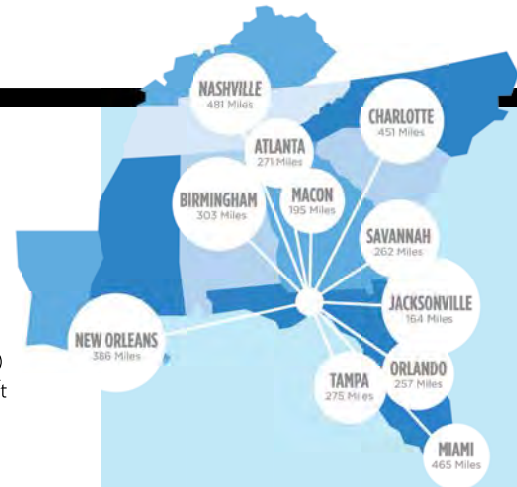 NASHVILLE
491 Miles
CHARLOTTE
451 Miles
ATLANTA
271 Miles
BIRMINGHAM
303 Miles
MACON
195 Miles
SAVANNAH
262 Miles
JACKSONVILLE
164 Miles
NEW ORLEANS
386 Miles
)
t
TAMPA
275 Miles
ORLANDO
257 Miles
MIAMI
465 Miles